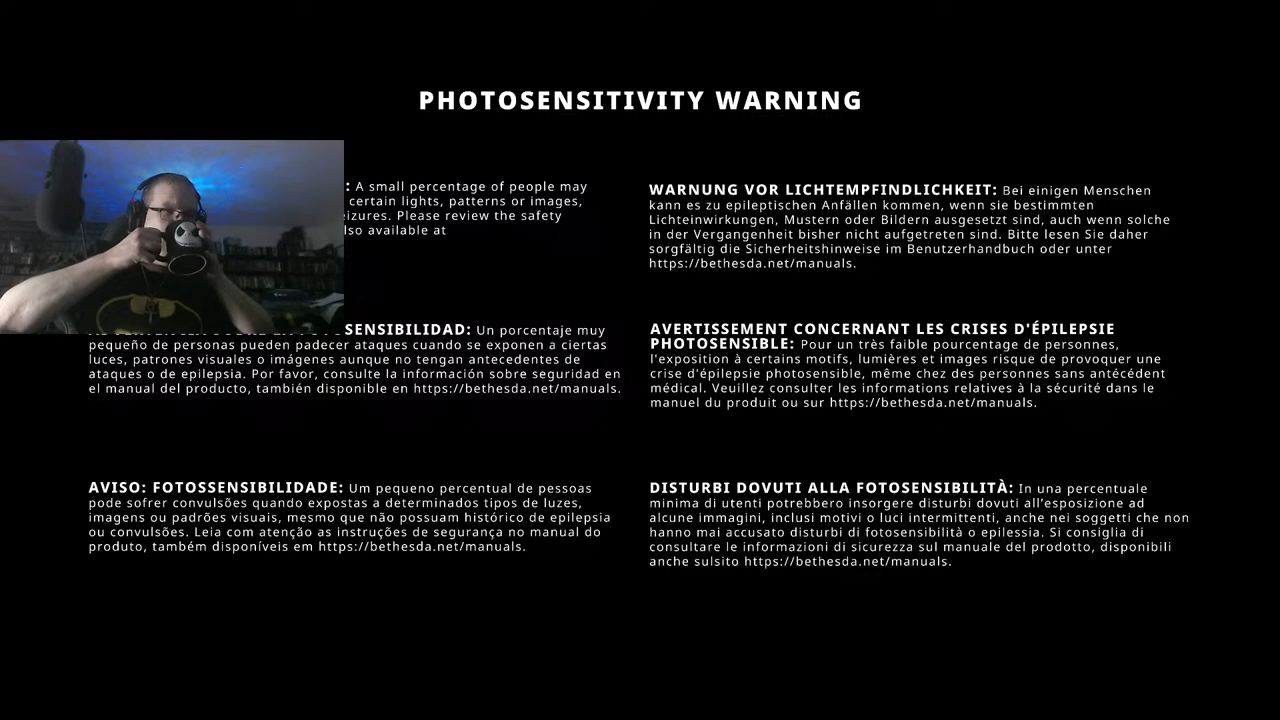 PHOTOSENSITIVITY WARNING
: A small percentage of people may
certain lights, patterns or images,
eizures. Please review the safety
lso available at
WARNUNG VOR LICHTEMPFINDLICHKEIT: Bei einigen Menschen
kann es zu epileptischen Anfällen kommen, wenn sie bestimmten
Lichteinwirkungen, Mustern oder Bildern ausgesetzt sind, auch wenn solche
in der Vergangenheit bisher nicht aufgetreten sind. Bitte lesen Sie daher
sorgfältig die Sicherheitshinweise im Benutzerhandbuch oder unter
https://bethesda.net/manuals.
SENSIBILIDAD: Un porcentaje muy
pequeño de personas pueden padecer ataques cuando se exponen a ciertas
luces, patrones visuales o imágenes aunque no tengan antecedentes de
ataques o de epilepsia. Por favor, consulte la información sobre seguridad en
el manual del producto, también disponible en https://bethesda.net/manuals.
AVERTISSEMENT CONCERNANT LES CRISES D'ÉPILEPSIE
PHOTOSENSIBLE: Pour un très faible pourcentage de personnes,
l'exposition à certains motifs, lumières et images risque de provoquer une
crise d'épilepsie photosensible, même chez des personnes sans antécédent
médical. Veuillez consulter les informations relatives à la sécurité dans le
manuel du produit ou sur https://bethesda.net/manuals.
AVISO: FOTOSSENSIBILIDADE: Um pequeno percentual de pessoas
pode sofrer convulsões quando expostas a determinados tipos de luzes,
imagens ou padrões visuais, mesmo que não possuam histórico de epilepsia
ou convulsões. Leia com atenção as instruções de segurança no manual do
produto, também disponíveis em https://bethesda.net/manuals.
DISTURBI DOVUTI ALLA FOTOSENSIBILITÀ: In una percentuale
minima di utenti potrebbero insorgere disturbi dovuti all'esposizione ad
alcune immagini, inclusi motivi o luci intermittenti, anche nei soggetti che non
hanno mai accusato disturbi di fotosensibilità o epilessia. Si consiglia di
consultare le informazioni di sicurezza sul manuale del prodotto, disponibili
anche sulsito https://bethesda.net/manuals.